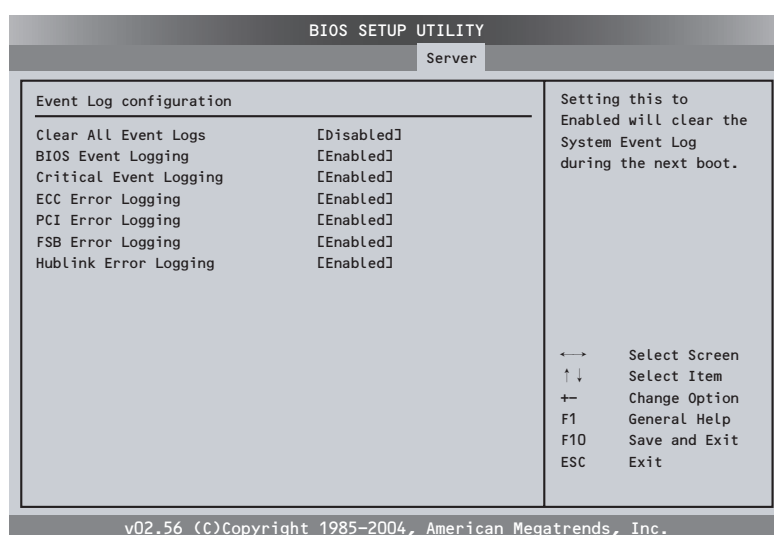 BIOS SETUP UTILITY
Server
Event Log configuration
Clear All Event Logs [Disabled]
BIOS Event Logging [Enabled]
Critical Event Logging [Enabled]
ECC Error Logging [Enabled]
PCI Error Logging [Enabled]
FSB Error Logging [Enabled]
Hublink Error Logging [Enabled]
Setting this to
Enabled will clear the
System Event Log
during the next boot.
←→ Select Screen
↑↓ Select Item
+− Change Option
F1 General Help
F10 Save and Exit
ESC Exit
v02.56 (C)Copyright 1985−2004, American Megatrends, Inc.